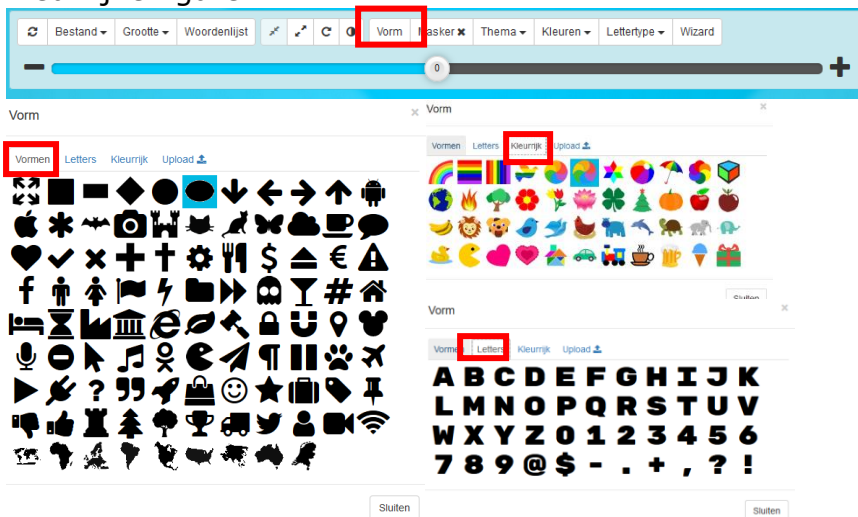 Bestand Grootte Woordenlijst Vorm Masker Thema Kleuren Lettertype Wizard
0
Vorm
Vormen Letters Kleurrijk Upload
Sluiten
Vorm
Vormen Letters Kleurrijk Upload
Sluiten
Vorm
Vormen Letters Kleurrijk Upload
A B C D E F G H I J K
L M N O P Q R S T U V
W X Y Z 0 1 2 3 4 5 6
7 8 9 @ $ - . + , ? !
Sluiten